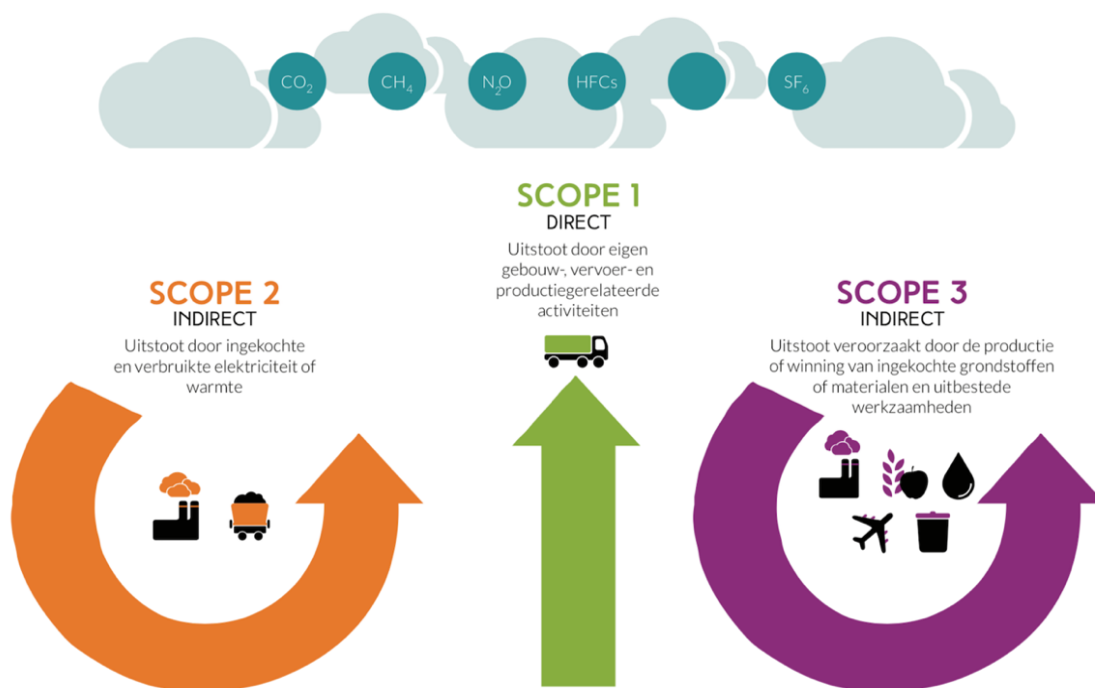 CO₂ CH₄ N₂O HFCs SF₆
SCOPE 1
DIRECT
Uitstoot door eigen
gebouw-, vervoer- en
productiegerelateerde
activiteiten
SCOPE 2
INDIRECT
Uitstoot door ingekochte
en verbruikte elektriciteit of
warmte
SCOPE 3
INDIRECT
Uitstoot veroorzaakt door de productie
of winning van ingekochte grondstoffen
of materialen en uitbestede
werkzaamheden